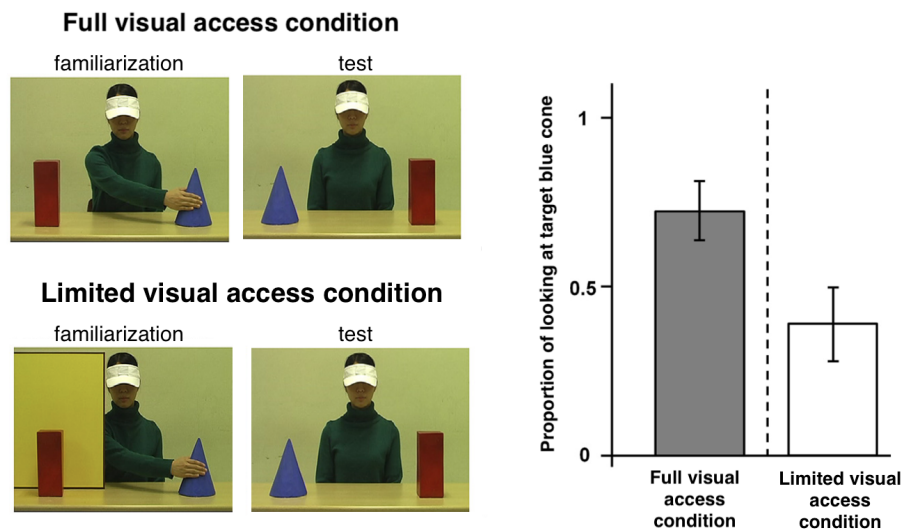 Full visual access condition
familiarization
test
Limited visual access condition
familiarization
test
Proportion of looking at target blue cone
1
0.5
0
Full visual
access
condition
Limited visual
access
condition